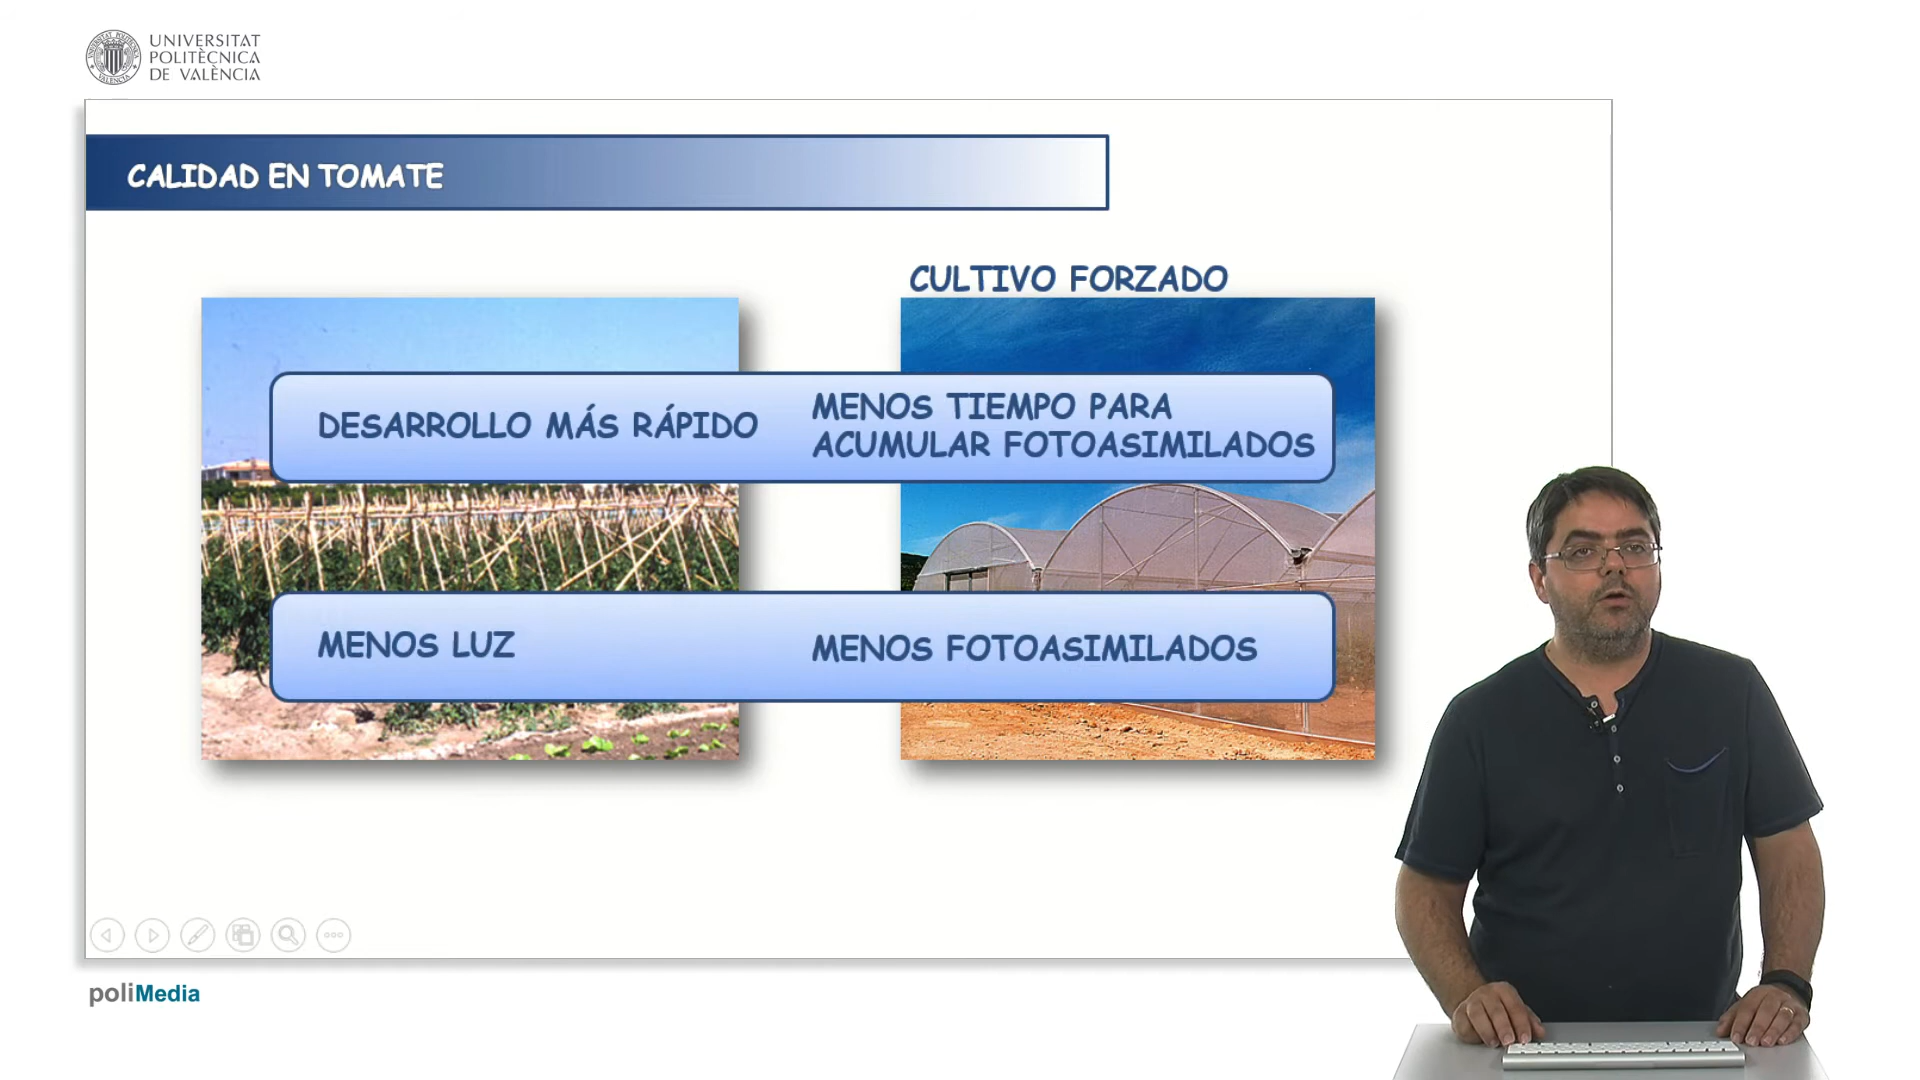 UNIVERSITAT
POLITÈCNICA
DE VALÈNCIA
CALIDAD EN TOMATE
CULTIVO FORZADO
DESARROLLO MÁS RÁPIDO
MENOS TIEMPO PARA
ACUMULAR FOTOASIMILADOS
MENOS LUZ
MENOS FOTOASIMILADOS
poliMedia